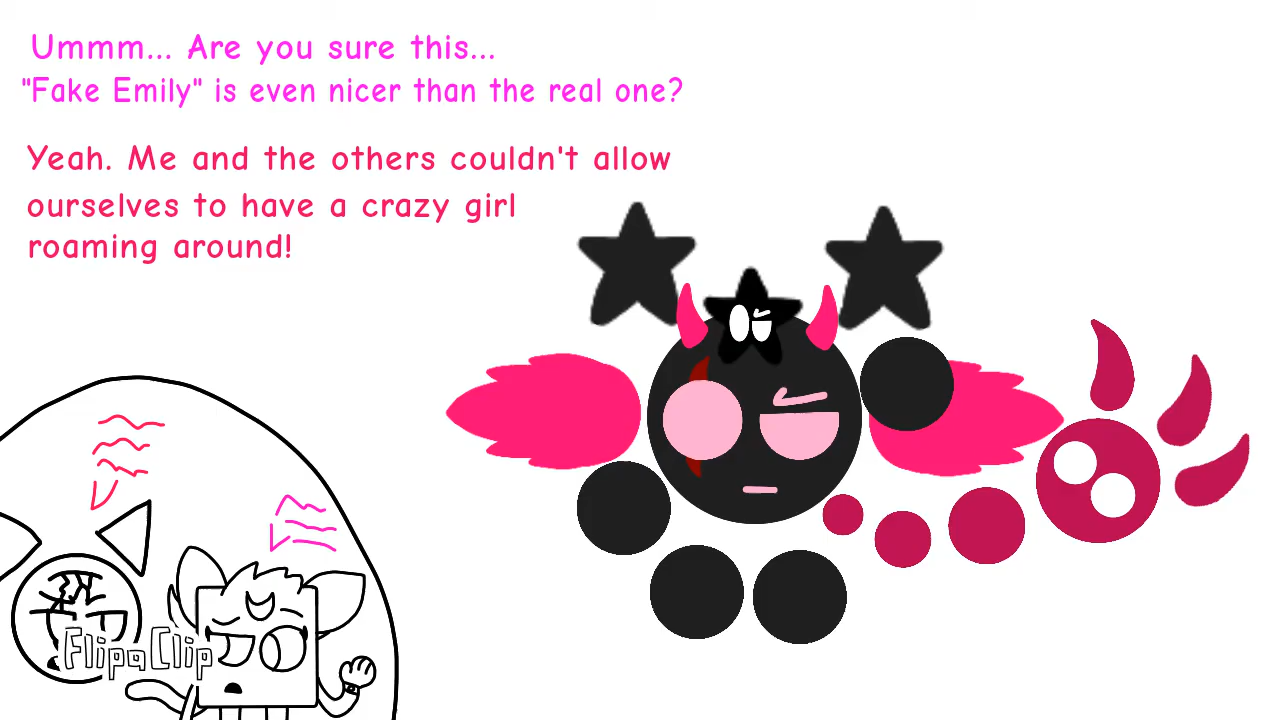 Ummm... Are you sure this...
"Fake Emily" is even nicer than the real one?
Yeah. Me and the others couldn't allow
ourselves to have a crazy girl
roaming around!
FlipaClip